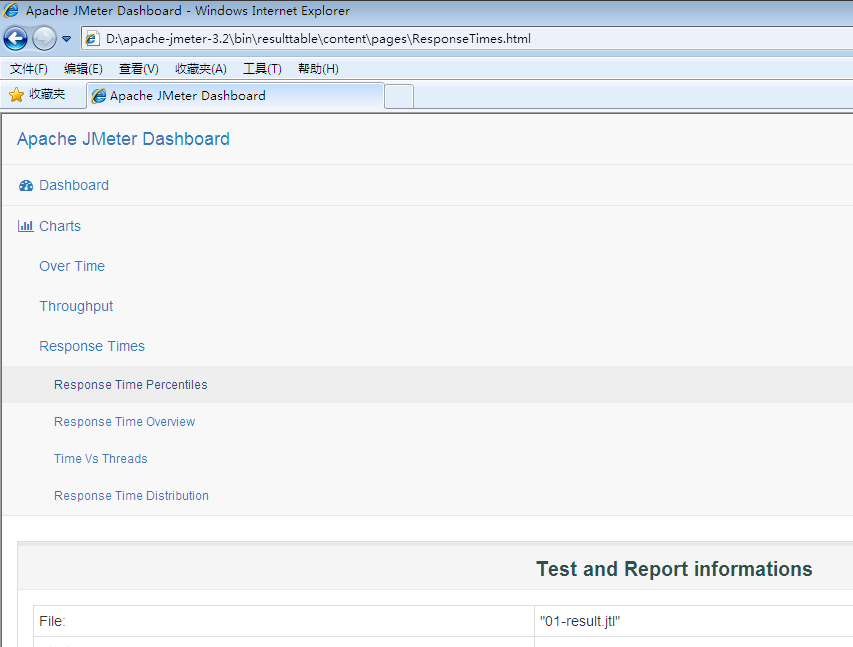 Apache JMeter Dashboard - Windows Internet Explorer
D:\apache-jmeter-3.2\bin\resulttable\content\pages\ResponseTimes.html
文件(F) 编辑(E) 查看(V) 收藏夹(A) 工具(T) 帮助(H)
收藏夹 Apache JMeter Dashboard
Apache JMeter Dashboard
Dashboard
Charts
Over Time
Throughput
Response Times
Response Time Percentiles
Response Time Overview
Time Vs Threads
Response Time Distribution
Test and Report informations
File: "01-result.jtl"